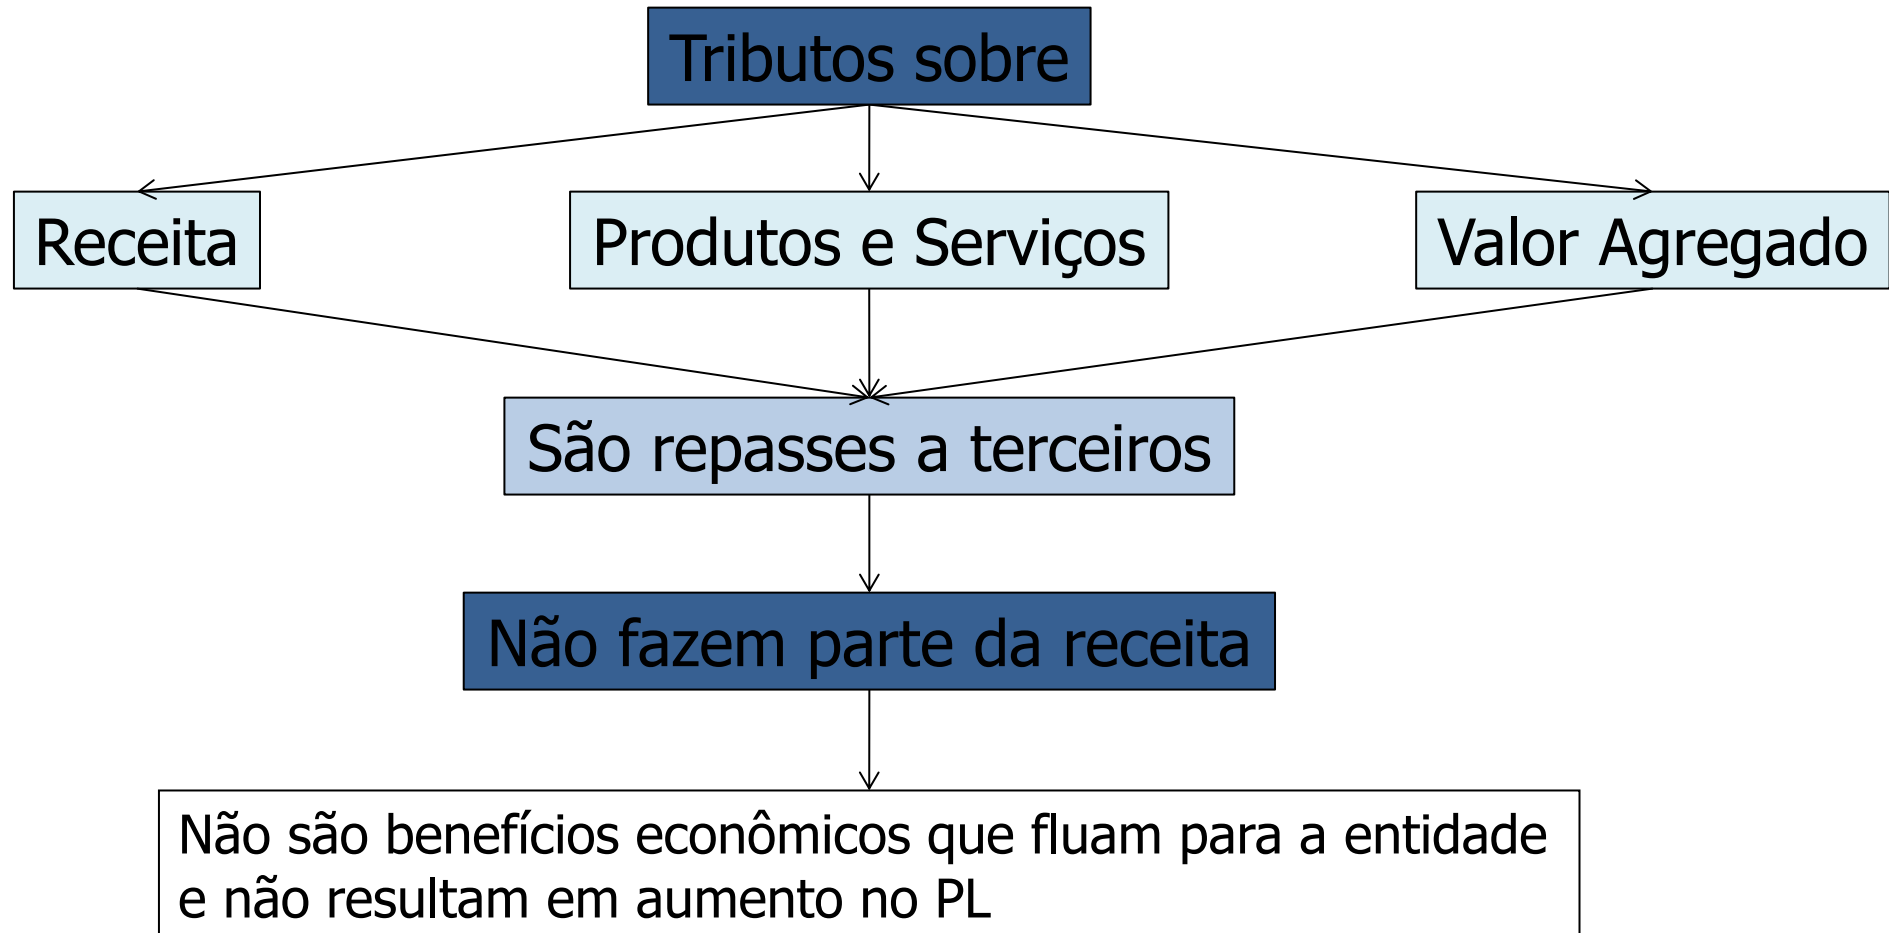 Tributos sobre
Receita
Produtos e Serviços
Valor Agregado
São repasses a terceiros
Não fazem parte da receita
Não são benefícios econômicos que fluam para a entidade
e não resultam em aumento no PL